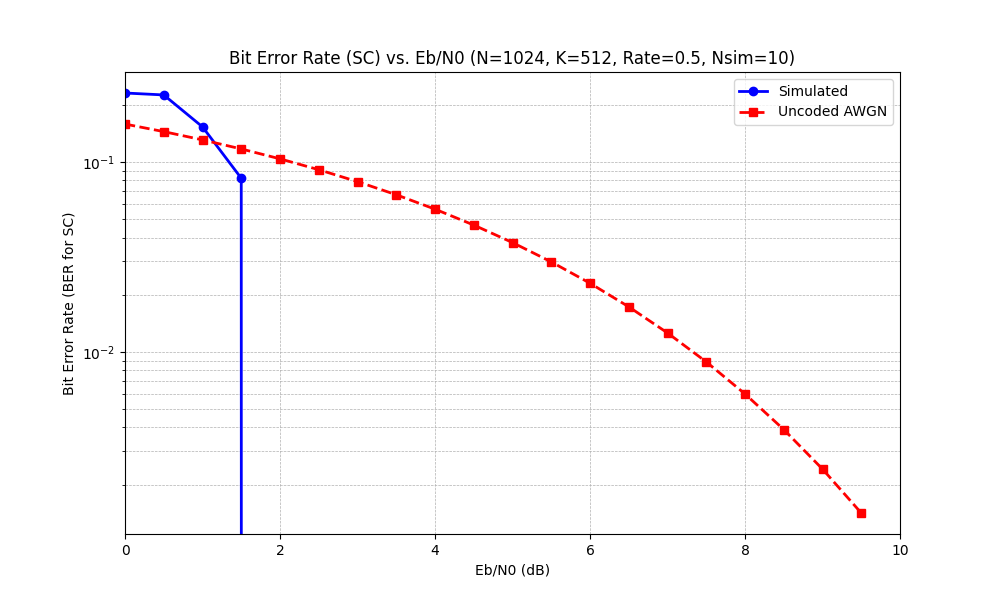 Bit Error Rate (SC) vs. Eb/N0 (N=1024, K=512, Rate=0.5, Nsim=10)
Simulated
Uncoded AWGN
10⁻¹
10⁻²
Bit Error Rate (BER for SC)
0 2 4 6 8 10
Eb/N0 (dB)